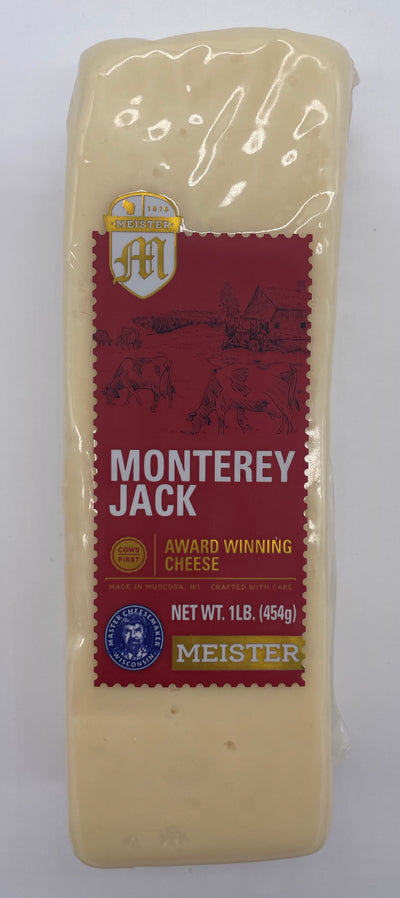 1916
MEISTER
M
MONTEREY
JACK
COWS
FIRST
AWARD WINNING
CHEESE
MADE IN MUSCODA, WI
CRAFTED WITH CARE
MASTER CHEESEMAKER
WISCONSIN
NET WT. 1LB. (454g)
MEISTER